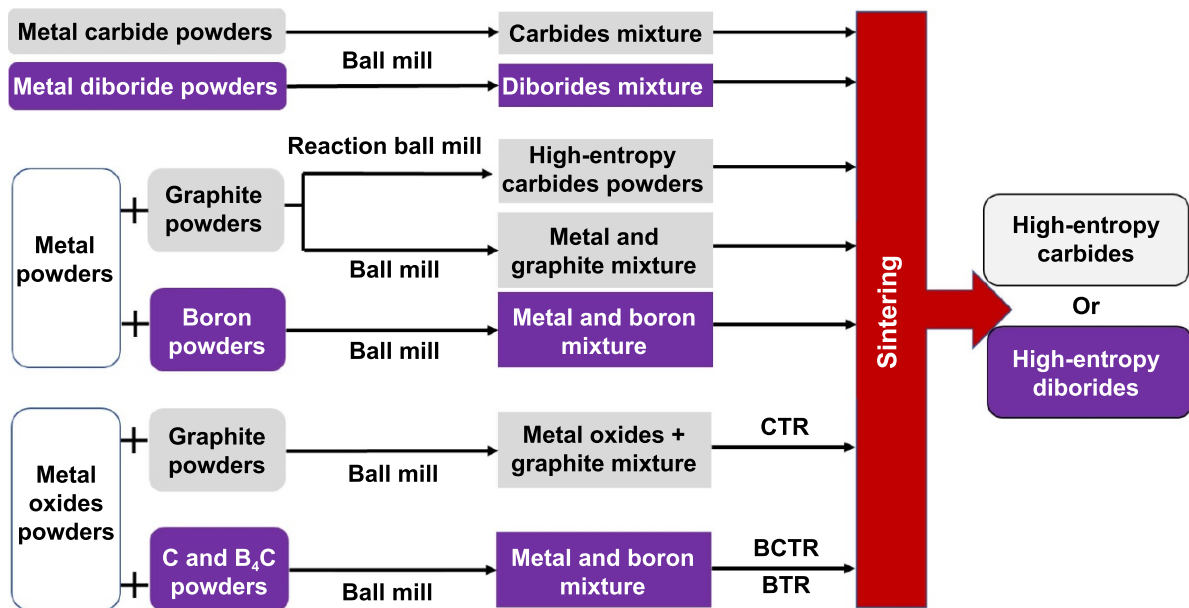 Metal carbide powders
Carbides mixture
Ball mill
Metal diboride powders
Diborides mixture
Reaction ball mill
High-entropy
carbides powders
Graphite
powders
+
Metal
powders
Metal and
graphite mixture
Ball mill
+
Boron
powders
Metal and boron
mixture
Ball mill
Sintering
High-entropy
carbides
Or
High-entropy
diborides
+
Graphite
powders
Metal oxides +
graphite mixture
CTR
Ball mill
Metal
oxides
powders
+
C and B₄C
powders
Metal and boron
mixture
BCTR
BTR
Ball mill